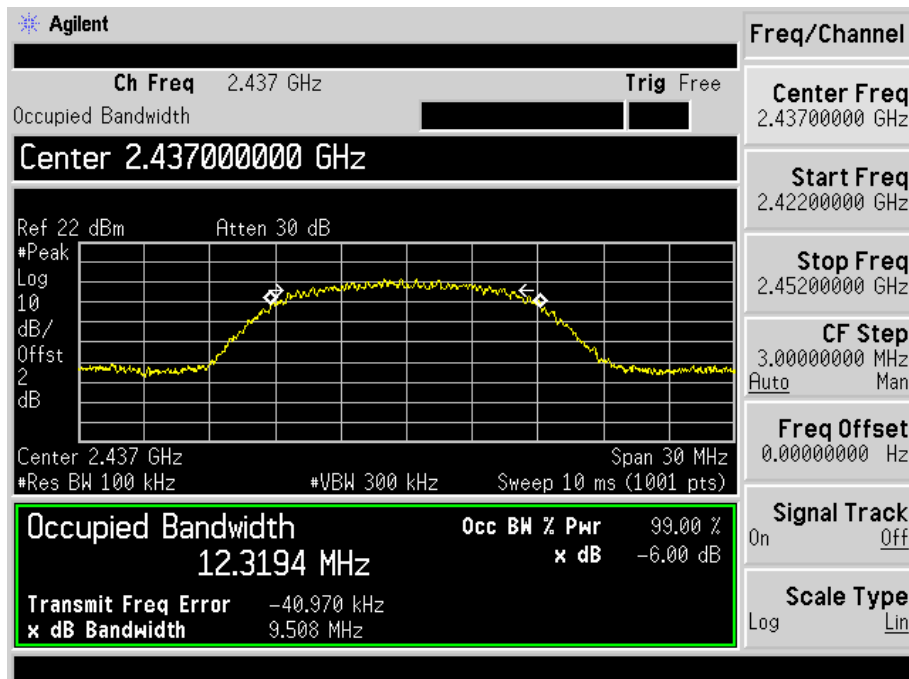 Agilent
Freq/Channel
Ch Freq 2.437 GHz Trig Free
Occupied Bandwidth
Center 2.437000000 GHz
Ref 22 dBm Atten 30 dB
#Peak
Log
10
dB/
Offst
2
dB
Center 2.437 GHz Span 30 MHz
#Res BW 100 kHz #VBW 300 kHz Sweep 10 ms (1001 pts)
Occupied Bandwidth
12.3194 MHz
Occ BW % Pwr 99.00 %
x dB -6.00 dB
Transmit Freq Error -40.970 kHz
x dB Bandwidth 9.508 MHz
Center Freq
2.43700000 GHz
Start Freq
2.42200000 GHz
Stop Freq
2.45200000 GHz
CF Step
3.00000000 MHz
Auto Man
Freq Offset
0.00000000 Hz
Signal Track
On Off
Scale Type
Log Lin